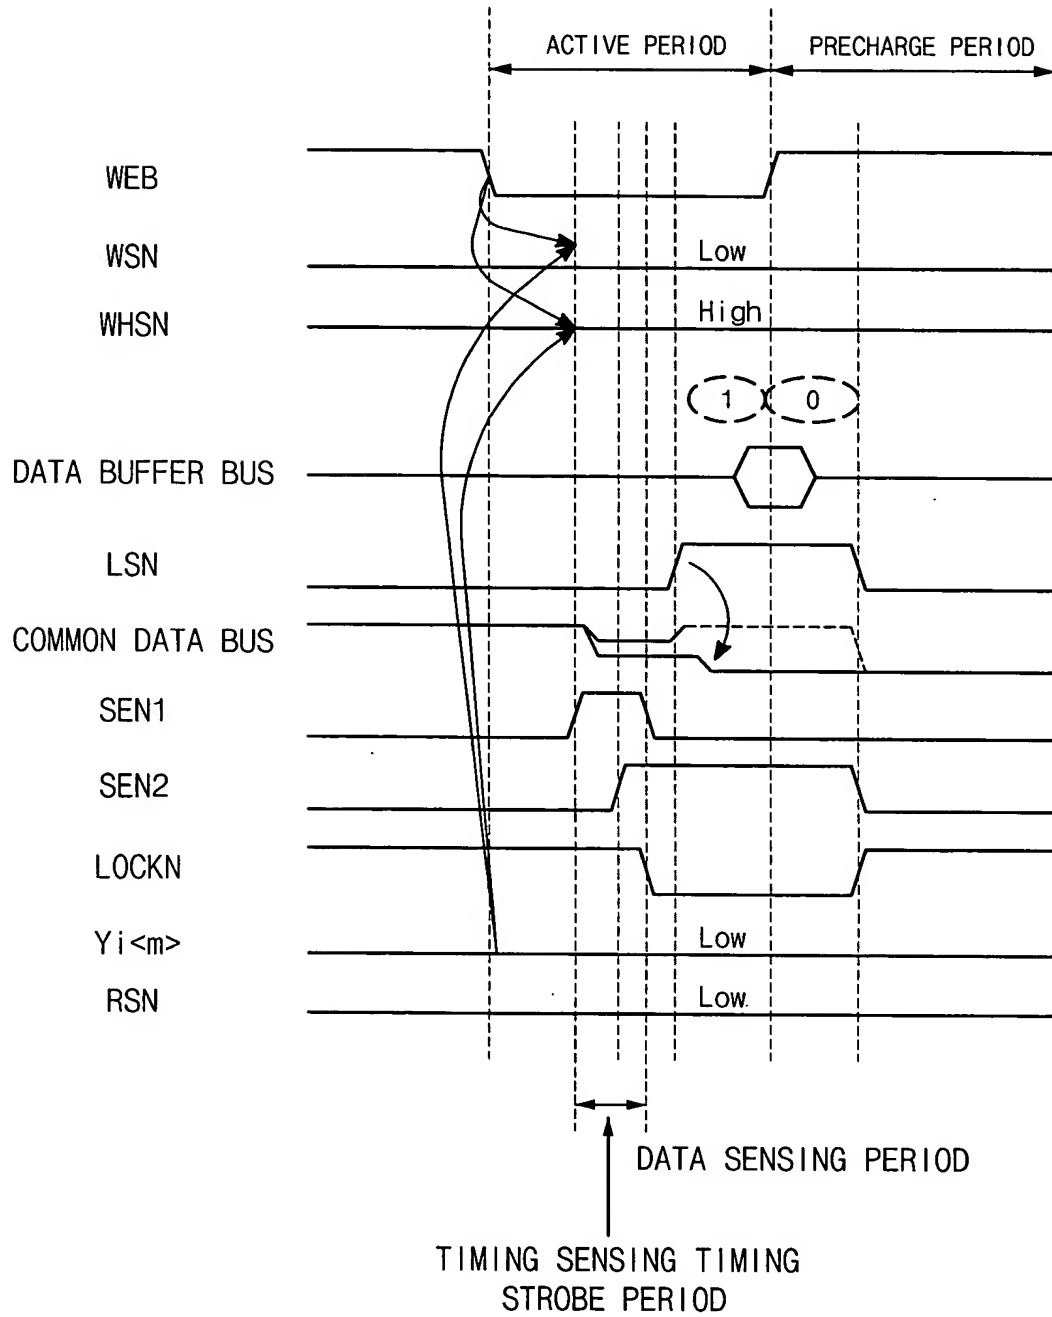 ACTIVE PERIOD PRECHARGE PERIOD
WEB
WSN Low
WHSN High
1 0
DATA BUFFER BUS
LSN
COMMON DATA BUS
SEN1
SEN2
LOCKN
Yi<m> Low
RSN Low
DATA SENSING PERIOD
TIMING SENSING TIMING
STROBE PERIOD